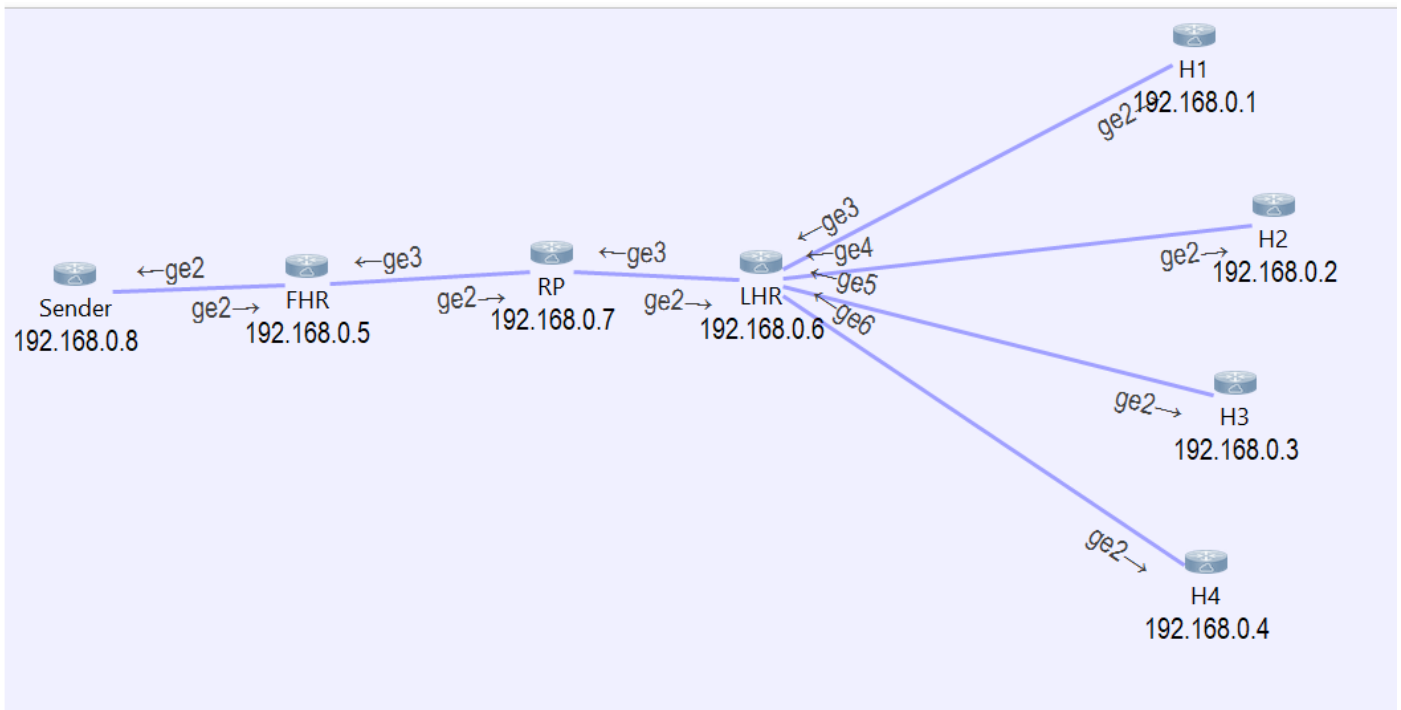 H1
192.168.0.1
ge2→
←ge3
←ge4
H2
ge2→
192.168.0.2
←ge2
←ge3
←ge3
←ge5
Sender
ge2→
FHR
ge2→
RP
ge2→
LHR
←ge6
192.168.0.8
192.168.0.5
192.168.0.7
192.168.0.6
ge2→
H3
192.168.0.3
ge2→
H4
192.168.0.4